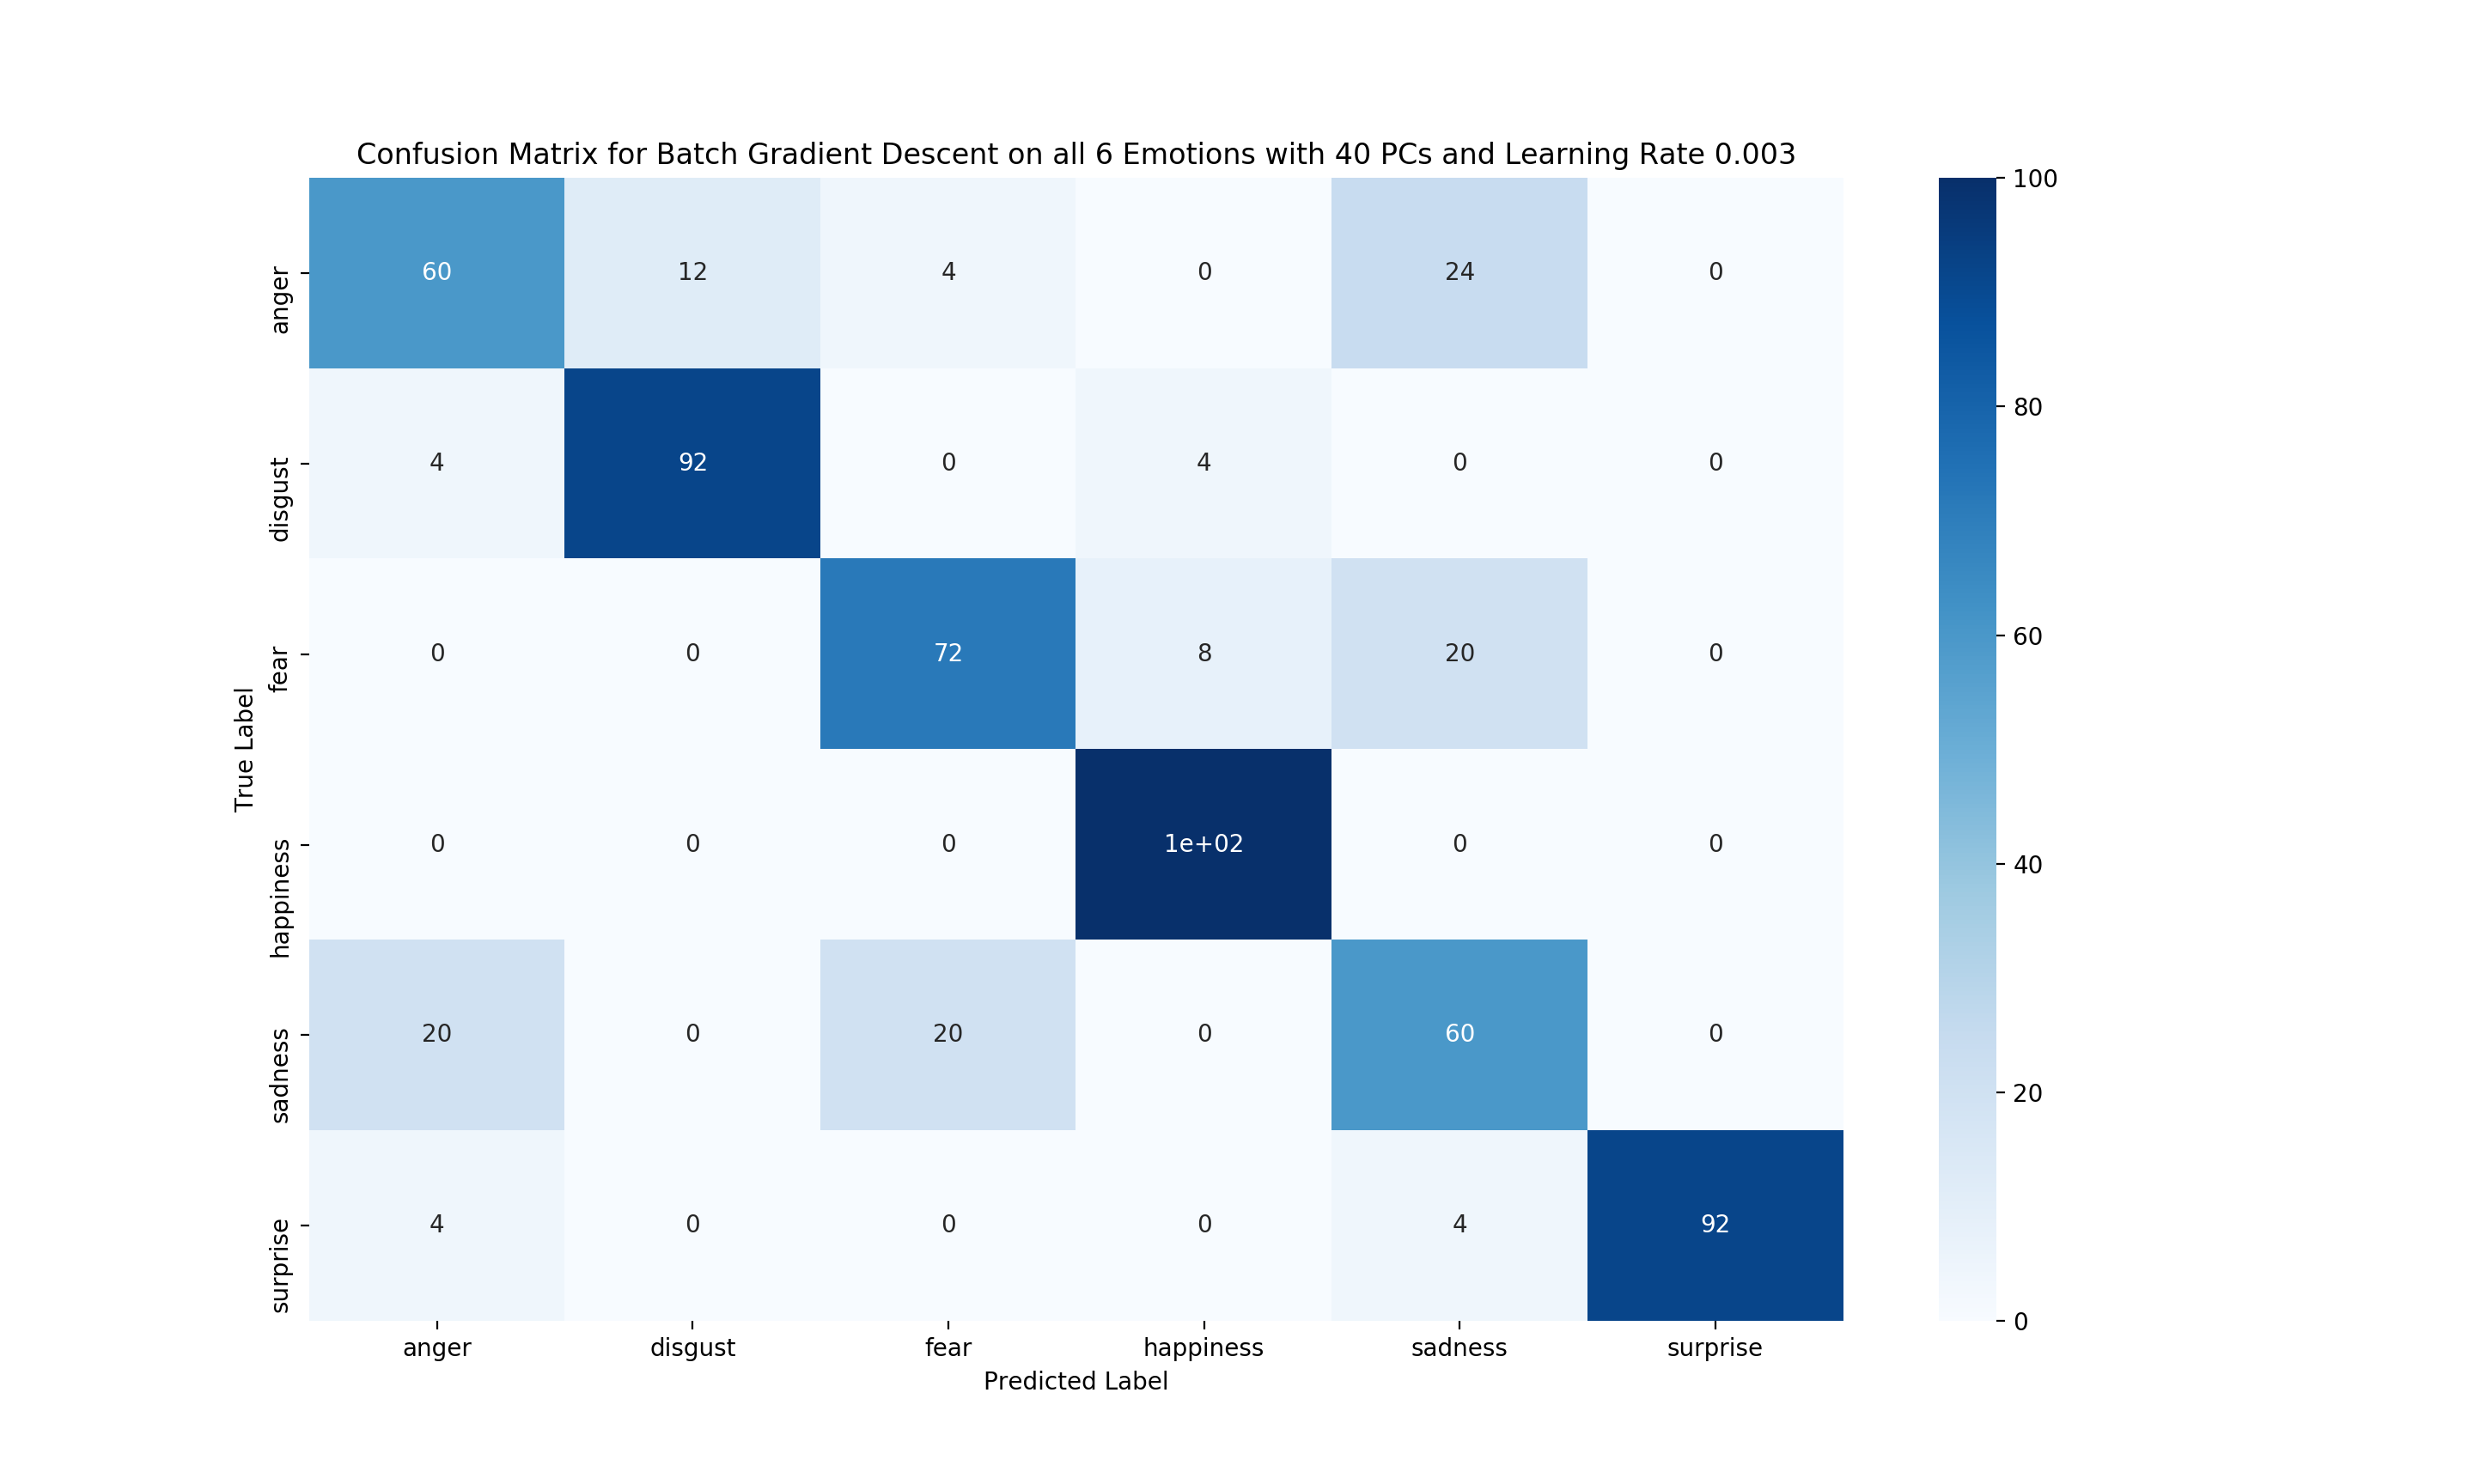 Confusion Matrix for Batch Gradient Descent on all 6 Emotions with 40 PCs and Learning Rate 0.003
True Label
anger 60 12 4 0 24 0
disgust 4 92 0 4 0 0
fear 0 0 72 8 20 0
happiness 0 0 0 1e+02 0 0
sadness 20 0 20 0 60 0
surprise 4 0 0 0 4 92
anger disgust fear happiness sadness surprise
Predicted Label
100
80
60
40
20
0